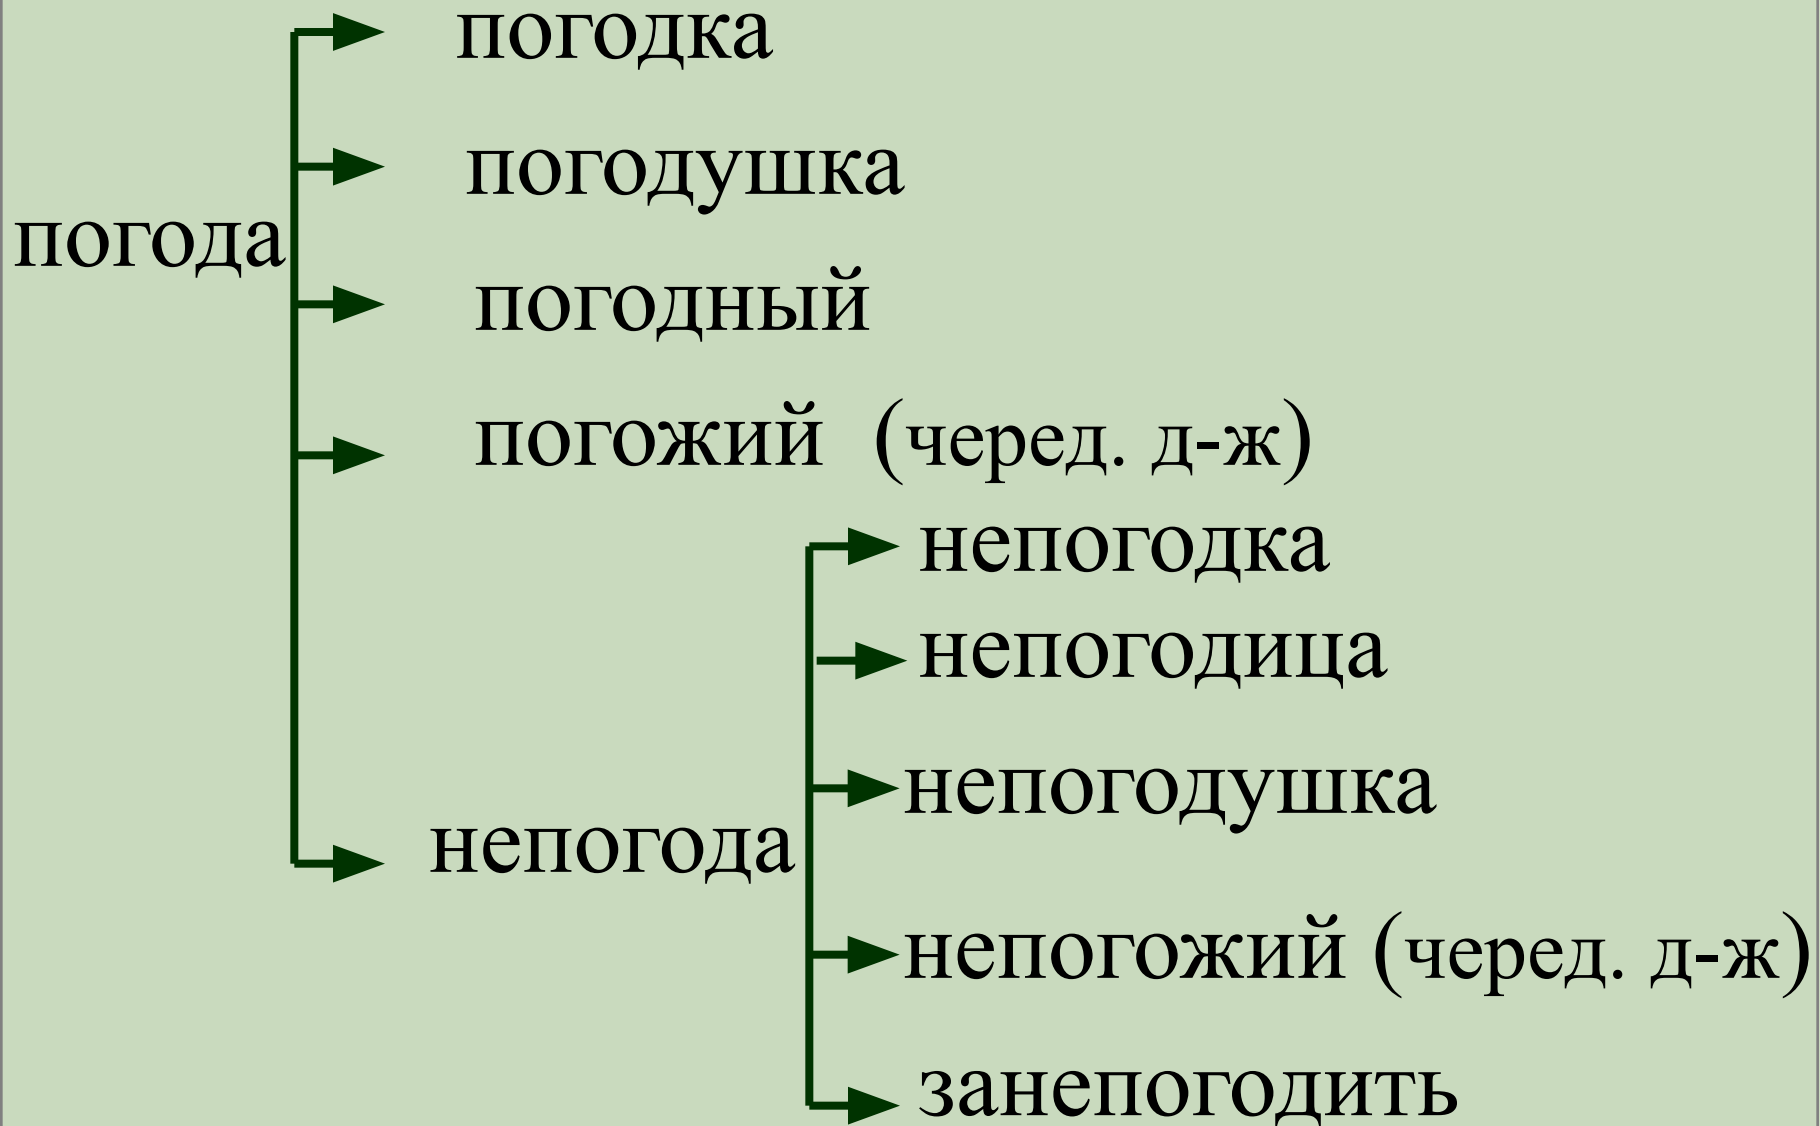 погодка
погодушка
погода
погодный
погожий (черед. д-ж)
непогодка
непогодица
непогодушка
непогода
непогожий (черед. д-ж)
занепогодить